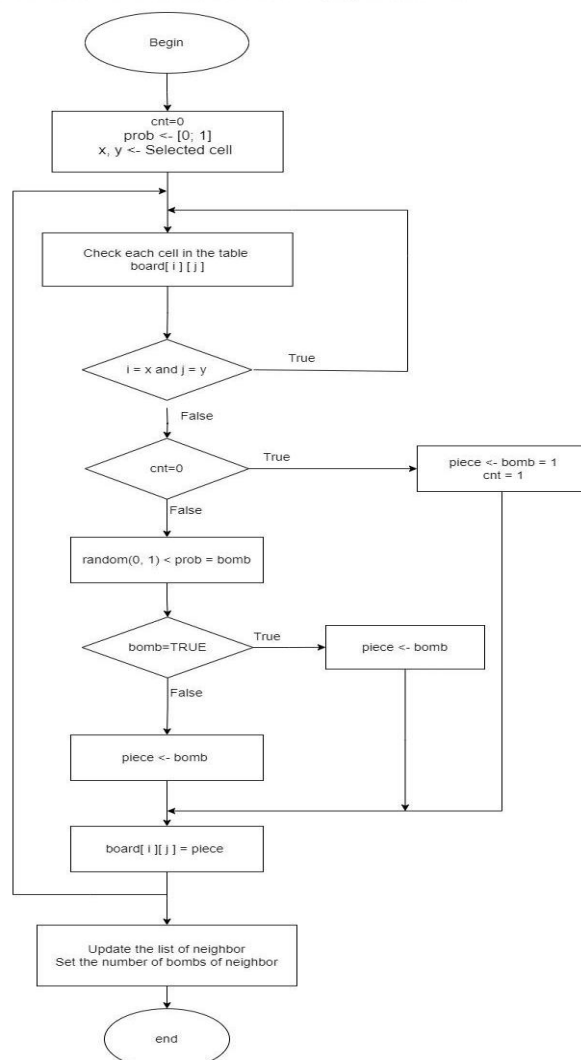 Begin
cnt=0
prob <- [0; 1]
x, y <- Selected cell
Check each cell in the table
board[ i ] [ j ]
i = x and j = y
True
False
cnt=0
True
piece <- bomb = 1
cnt = 1
False
random(0, 1) < prob = bomb
bomb=TRUE
True
piece <- bomb
False
piece <- bomb
board[ i ][ j ] = piece
Update the list of neighbor
Set the number of bombs of neighbor
end